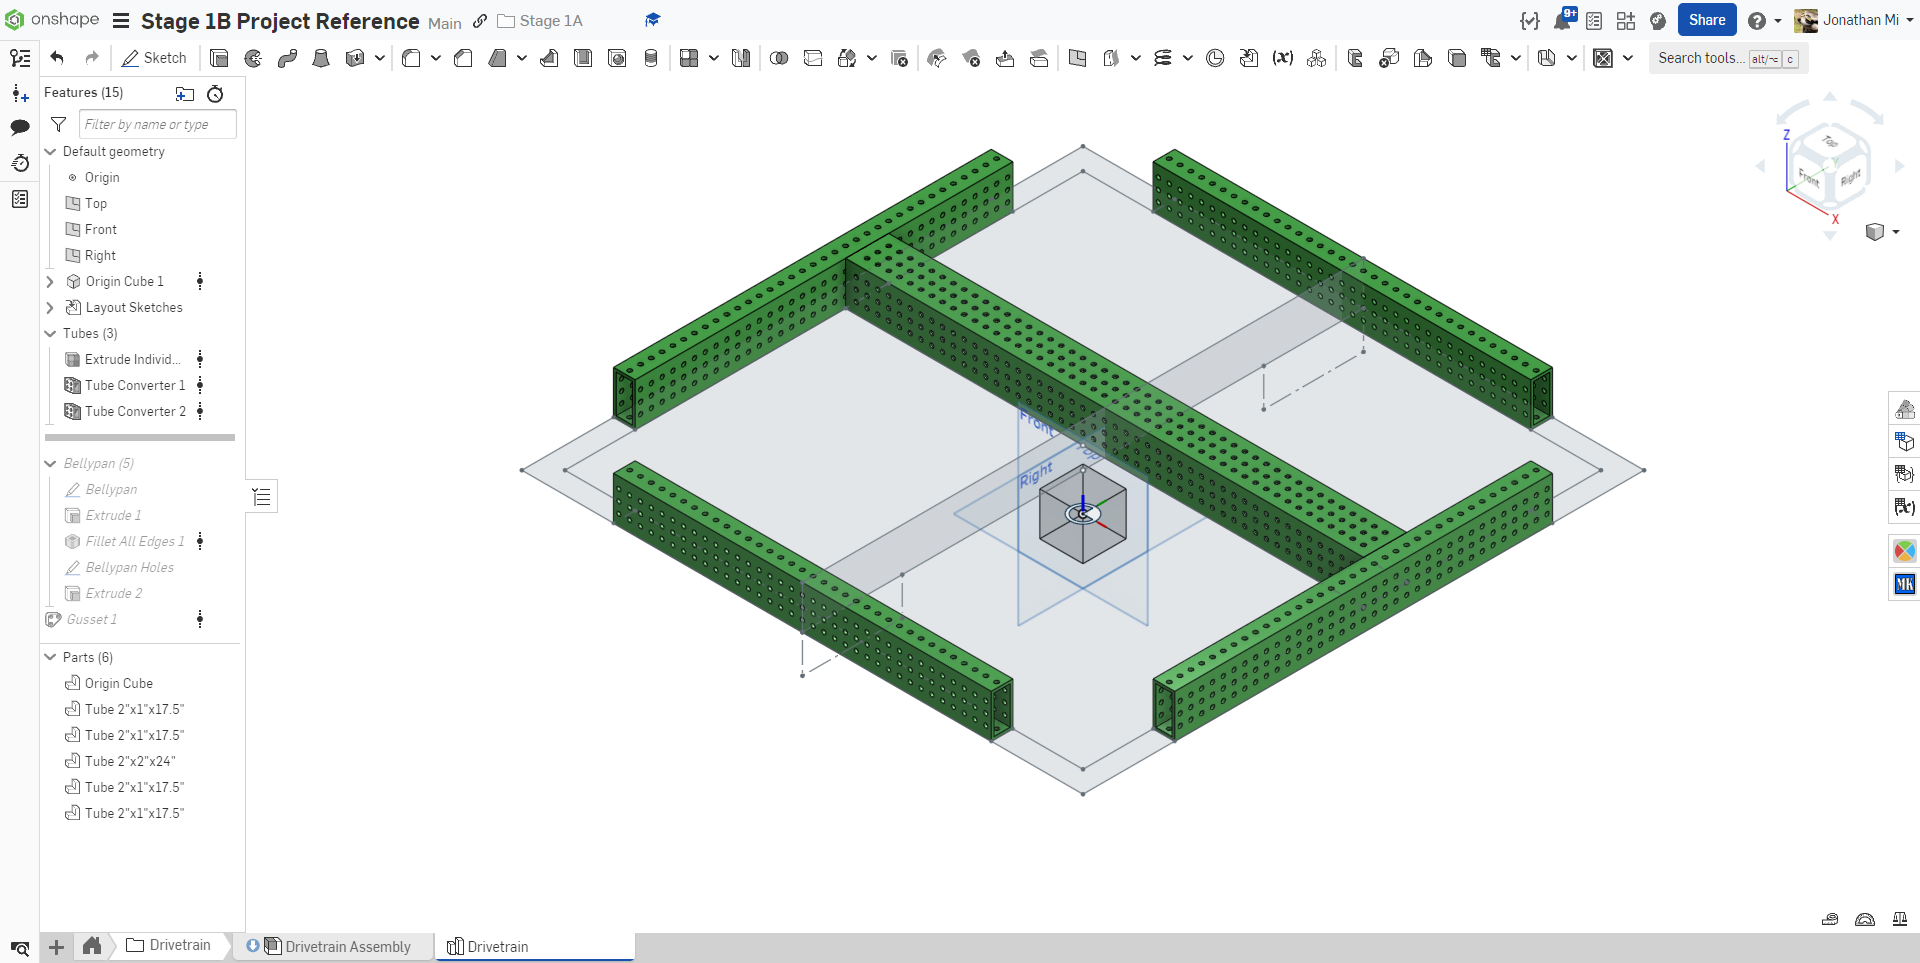 onshape
Stage 1B Project Reference
Main
Stage 1A
9+
Share
Jonathan Mi
Sketch
(x)
Search tools...
alt/⌥
c
Features (15)
Filter by name or type
Default geometry
Origin
Top
Front
Right
Origin Cube 1
Layout Sketches
Tubes (3)
Extrude Individ...
Tube Converter 1
Tube Converter 2
Bellypan (5)
Bellypan
Extrude 1
Fillet All Edges 1
Bellypan Holes
Extrude 2
Gusset 1
Parts (6)
Origin Cube
Tube 2"x1"x17.5"
Tube 2"x1"x17.5"
Tube 2"x2"x24"
Tube 2"x1"x17.5"
Tube 2"x1"x17.5"
Front
Top
Right
Z
Top
Y
Front
Right
X
(x)
MK
Drivetrain
Drivetrain Assembly
Drivetrain